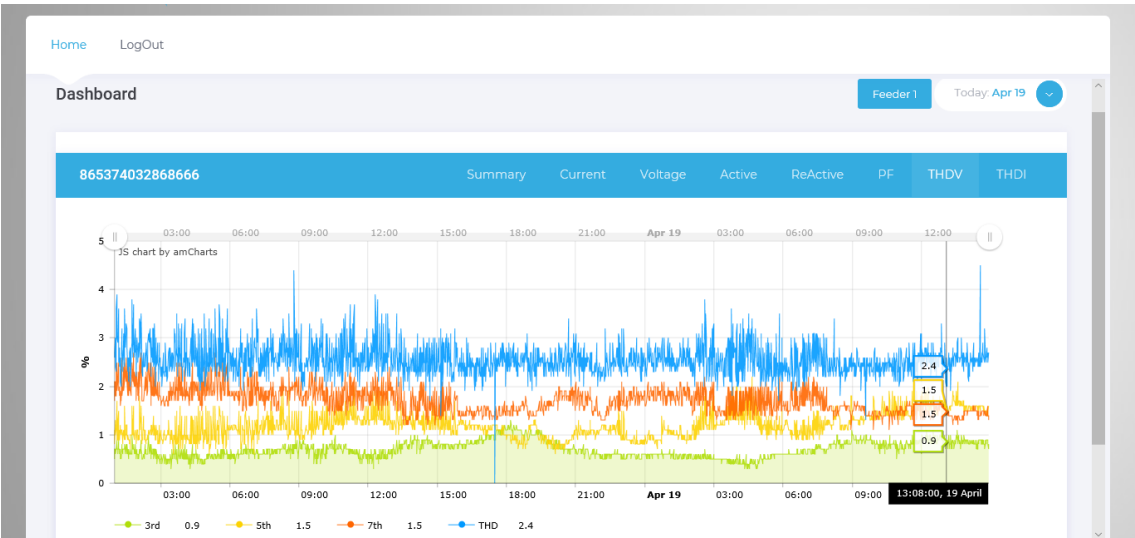 Home LogOut
Dashboard Feeder 1 Today: Apr 19
865374032868666 Summary Current Voltage Active ReActive PF THDV THDI
03:00 06:00 09:00 12:00 15:00 18:00 21:00 Apr 19 03:00 06:00 09:00 12:00
JS chart by amCharts
5
4
3
%
2
1
0
2.4
1.5
1.5
0.9
03:00 06:00 09:00 12:00 15:00 18:00 21:00 Apr 19 03:00 06:00 09:00 13:08:00, 19 April
3rd 0.9 5th 1.5 7th 1.5 THD 2.4